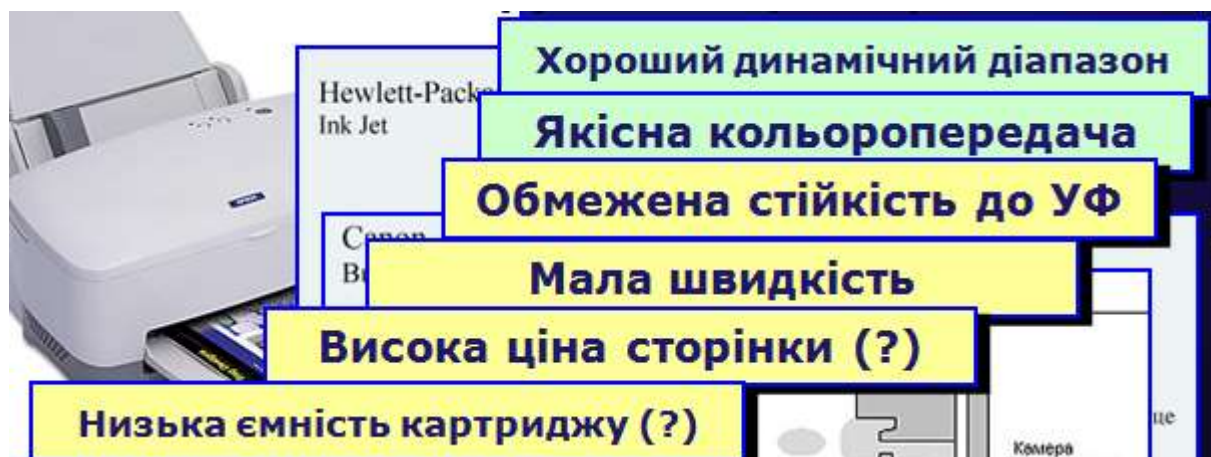 Хороший динамічний діапазон
Hewlett-Packa
Ink Jet
Якісна кольоропередача
Обмежена стійкість до УФ
Canon
Мала швидкість
Висока ціна сторінки (?)
Низька ємність картриджу (?)
Камера